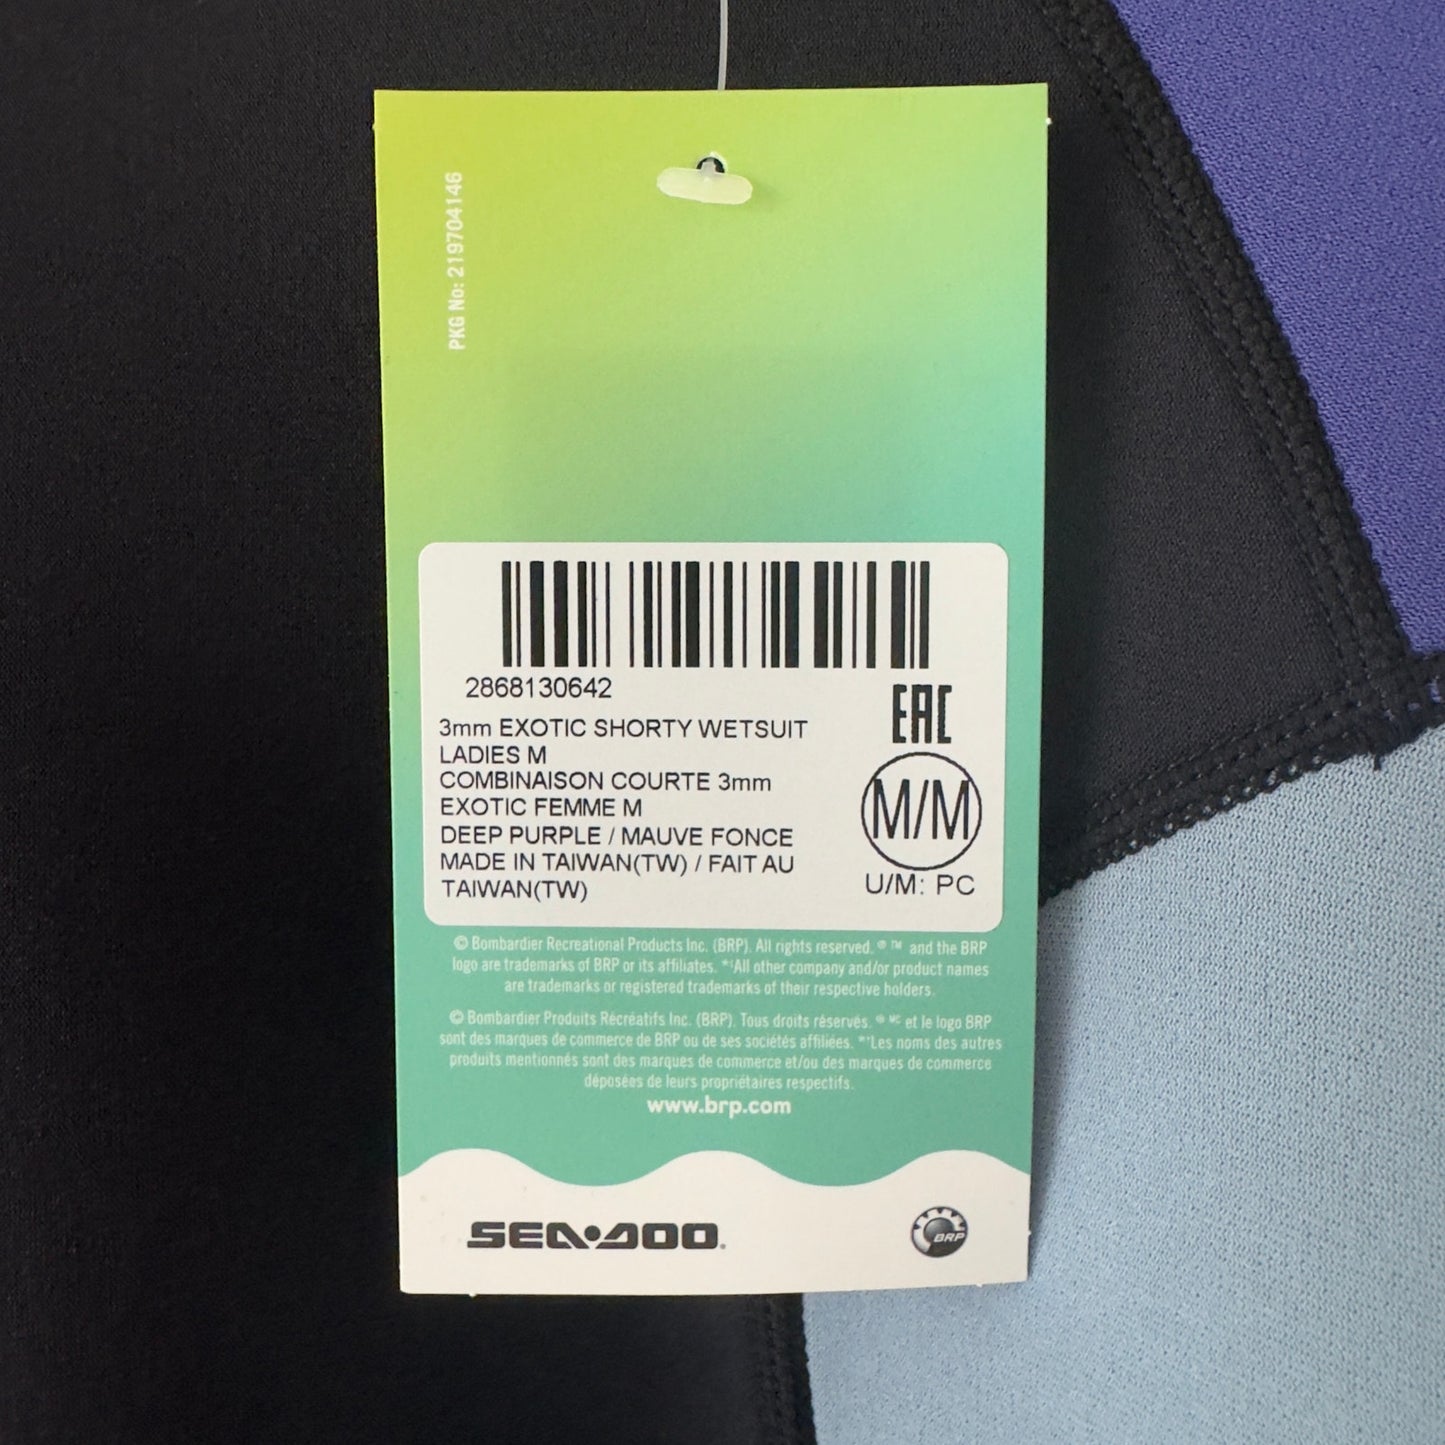 PKG No: 219704146
2868130642
EAC
3mm EXOTIC SHORTY WETSUIT
LADIES M
COMBINAISON COURTE 3mm
EXOTIC FEMME M
DEEP PURPLE / MAUVE FONCE
MADE IN TAIWAN(TW) / FAIT AU
TAIWAN(TW)
M/M
U/M: PC
© Bombardier Recreational Products Inc. (BRP). All rights reserved. ® ™ and the BRP
logo are trademarks of BRP or its affiliates. *†All other company and/or product names
are trademarks or registered trademarks of their respective holders.
© Bombardier Produits Récréatifs Inc. (BRP). Tous droits réservés. ® MC et le logo BRP
sont des marques de commerce de BRP ou de ses sociétés affiliées. *†Les noms des autres
produits mentionnés sont des marques de commerce et/ou des marques de commerce
déposées de leurs propriétaires respectifs.
www.brp.com
SEA-DOO®
BRP